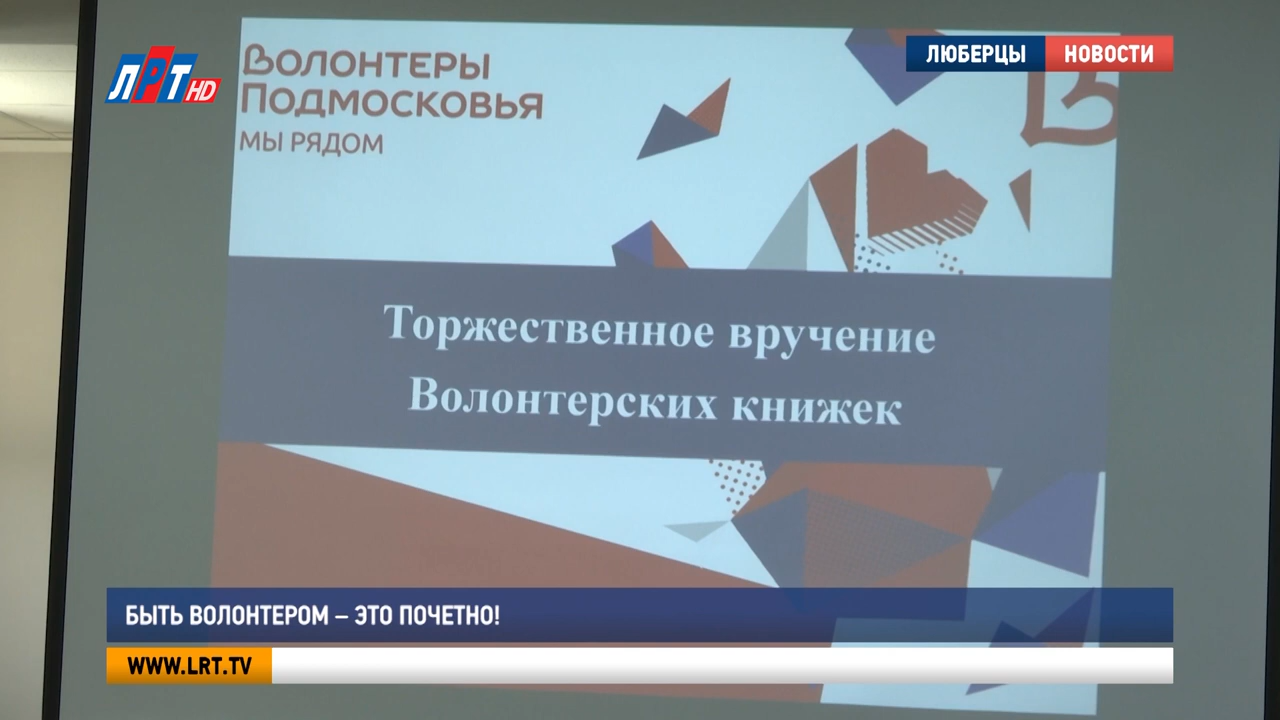 ЛРТ HD
ЛЮБЕРЦЫ НОВОСТИ
ВОЛОНТЕРЫ
ПОДМОСКОВЬЯ
МЫ РЯДОМ
Торжественное вручение
Волонтерских книжек
БЫТЬ ВОЛОНТЕРОМ – ЭТО ПОЧЕТНО!
WWW.LRT.TV